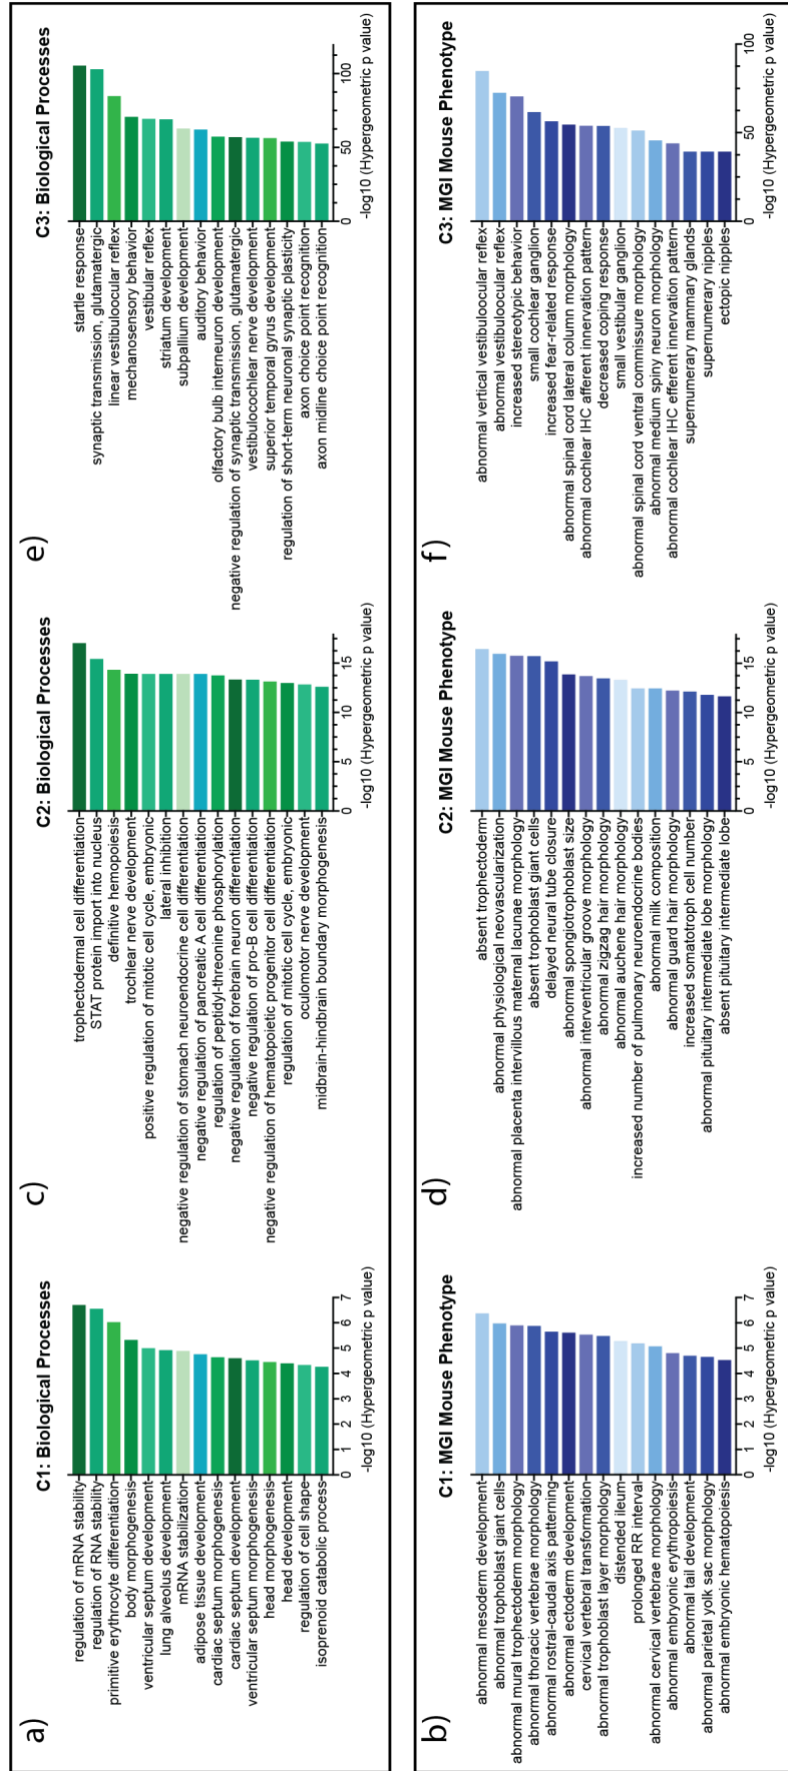 a)
C1: Biological Processes
regulation of mRNA stability
regulation of RNA stability
primitive erythrocyte differentiation
body morphogenesis
ventricular septum development
lung alveolus development
mRNA stabilization
adipose tissue development
cardiac septum morphogenesis
cardiac septum development
ventricular septum morphogenesis
head morphogenesis
head development
regulation of cell shape
isoprenoid catabolic process
0 1 2 3 4 5 6 7
-log10 (Hypergeometric p value)
c)
C2: Biological Processes
trophectodermal cell differentiation
STAT protein import into nucleus
definitive hemopoiesis
trochlear nerve development
positive regulation of mitotic cell cycle, embryonic
lateral inhibition
negative regulation of stomach neuroendocrine cell differentiation
negative regulation of pancreatic A cell differentiation
regulation of peptidyl-threonine phosphorylation
negative regulation of forebrain neuron differentiation
negative regulation of pro-B cell differentiation
negative regulation of hematopoietic progenitor cell differentiation
regulation of mitotic cell cycle, embryonic
oculomotor nerve development
midbrain-hindbrain boundary morphogenesis
0 5 10 15
-log10 (Hypergeometric p value)
e)
C3: Biological Processes
startle response
synaptic transmission, glutamatergic
linear vestibuloocular reflex
mechanosensory behavior
vestibular reflex
striatum development
subpallium development
auditory behavior
olfactory bulb interneuron development
negative regulation of synaptic transmission, glutamatergic
vestibulocochlear nerve development
superior temporal gyrus development
regulation of short-term neuronal synaptic plasticity
axon choice point recognition
axon midline choice point recognition
0 50 100
-log10 (Hypergeometric p value)
b)
C1: MGI Mouse Phenotype
abnormal mesoderm development
abnormal trophoblast giant cells
abnormal mural trophectoderm morphology
abnormal thoracic vertebrae morphology
abnormal rostral-caudal axis patterning
abnormal ectoderm development
cervical vertebral transformation
abnormal trophoblast layer morphology
distended ileum
prolonged RR interval
abnormal cervical vertebrae morphology
abnormal embryonic erythropoiesis
abnormal tail development
abnormal parietal yolk sac morphology
abnormal embryonic hematopoiesis
0 1 2 3 4 5 6 7
-log10 (Hypergeometric p value)
d)
C2: MGI Mouse Phenotype
absent trophectoderm
abnormal physiological neovascularization
abnormal placenta intervillous maternal lacunae morphology
absent trophoblast giant cells
delayed neural tube closure
abnormal spongiotrophoblast size
abnormal interventricular groove morphology
abnormal zigzag hair morphology
abnormal auchene hair morphology
increased number of pulmonary neuroendocrine bodies
abnormal milk composition
abnormal guard hair morphology
increased somatotroph cell number
abnormal pituitary intermediate lobe morphology
absent pituitary intermediate lobe
0 5 10 15
-log10 (Hypergeometric p value)
f)
C3: MGI Mouse Phenotype
abnormal vertical vestibuloocular reflex
abnormal vestibuloocular reflex
increased stereotypic behavior
small cochlear ganglion
increased fear-related response
abnormal spinal cord lateral column morphology
abnormal cochlear IHC afferent innervation pattern
decreased coping response
small vestibular ganglion
abnormal spinal cord ventral commissure morphology
abnormal medium spiny neuron morphology
abnormal cochlear IHC efferent innervation pattern
supernumerary mammary glands
supernumerary nipples
ectopic nipples
0 50 100
-log10 (Hypergeometric p value)